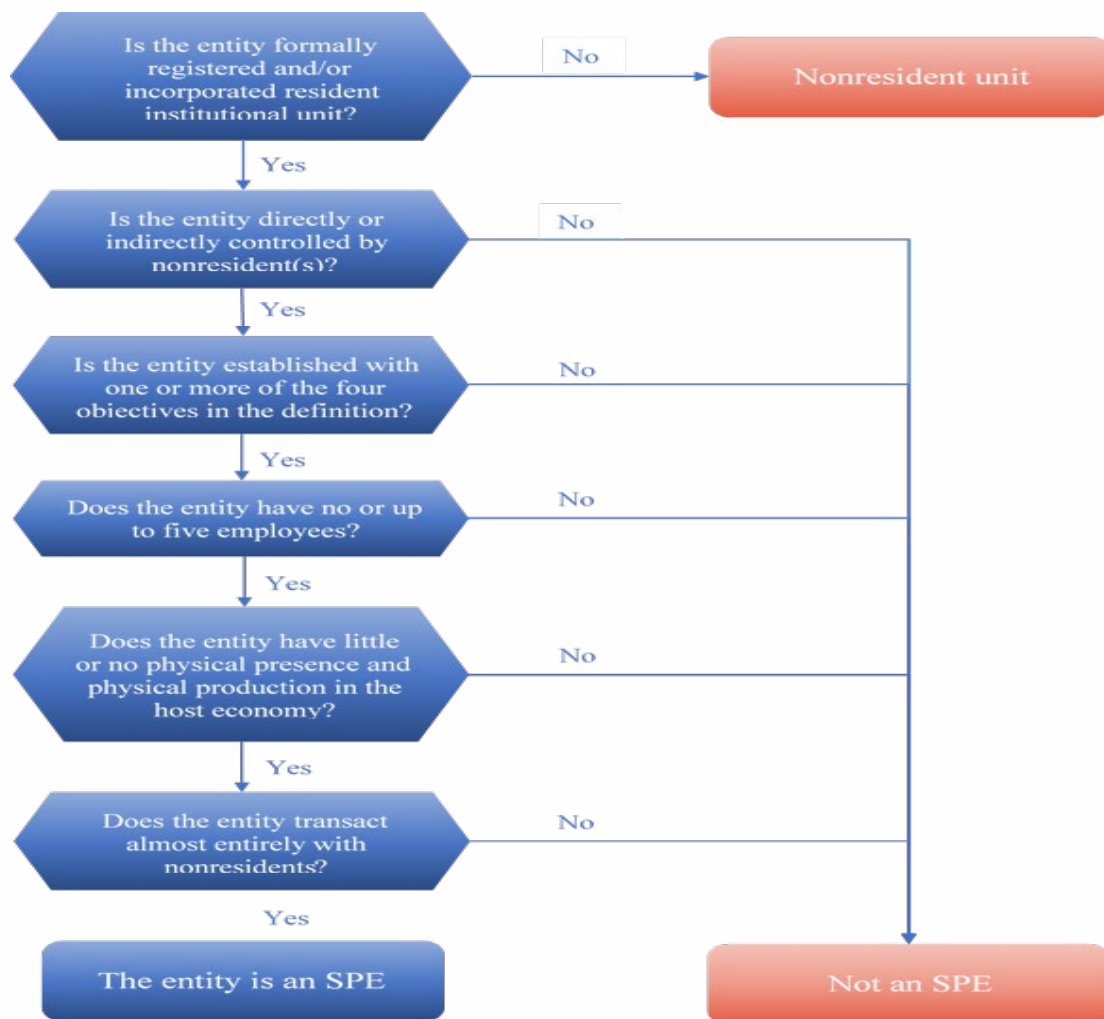 Is the entity formally
registered and/or
incorporated resident
institutional unit?
No
Nonresident unit
Yes
Is the entity directly or
indirectly controlled by
nonresident(s)?
No
Yes
Is the entity established with
one or more of the four
objectives in the definition?
No
Yes
Does the entity have no or up
to five employees?
No
Yes
Does the entity have little
or no physical presence and
physical production in the
host economy?
No
Yes
Does the entity transact
almost entirely with
nonresidents?
No
Yes
The entity is an SPE
Not an SPE